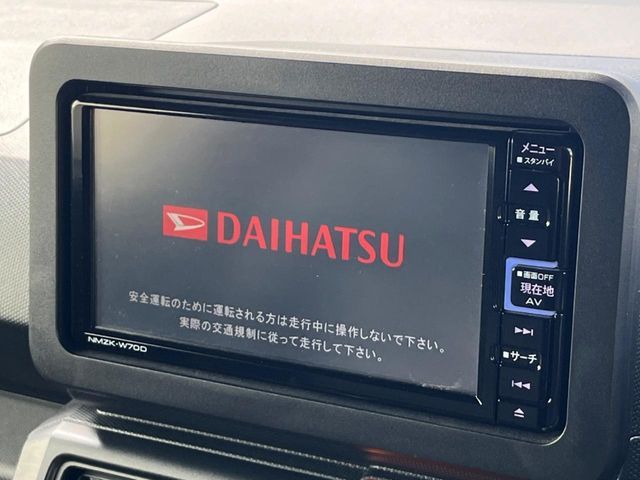 DAIHATSU
安全運転のために運転される方は走行中に操作しないで下さい。
実際の交通規制に従って走行して下さい。
NMZK-W70D
メニュー
■スタンバイ
▲
音量
▼
■画面OFF
現在地
AV
■サーチ